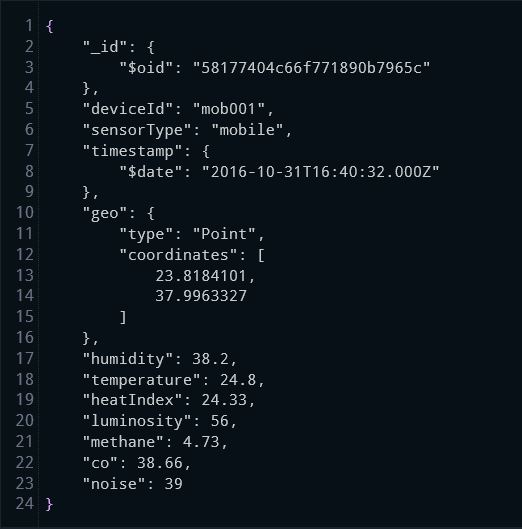 1 {
2     "_id": {
3         "$oid": "58177404c66f771890b7965c"
4     },
5     "deviceId": "mob001",
6     "sensorType": "mobile",
7     "timestamp": {
8         "$date": "2016-10-31T16:40:32.000Z"
9     },
10     "geo": {
11         "type": "Point",
12         "coordinates": [
13             23.8184101,
14             37.9963327
15         ]
16     },
17     "humidity": 38.2,
18     "temperature": 24.8,
19     "heatIndex": 24.33,
20     "luminosity": 56,
21     "methane": 4.73,
22     "co": 38.66,
23     "noise": 39
24 }